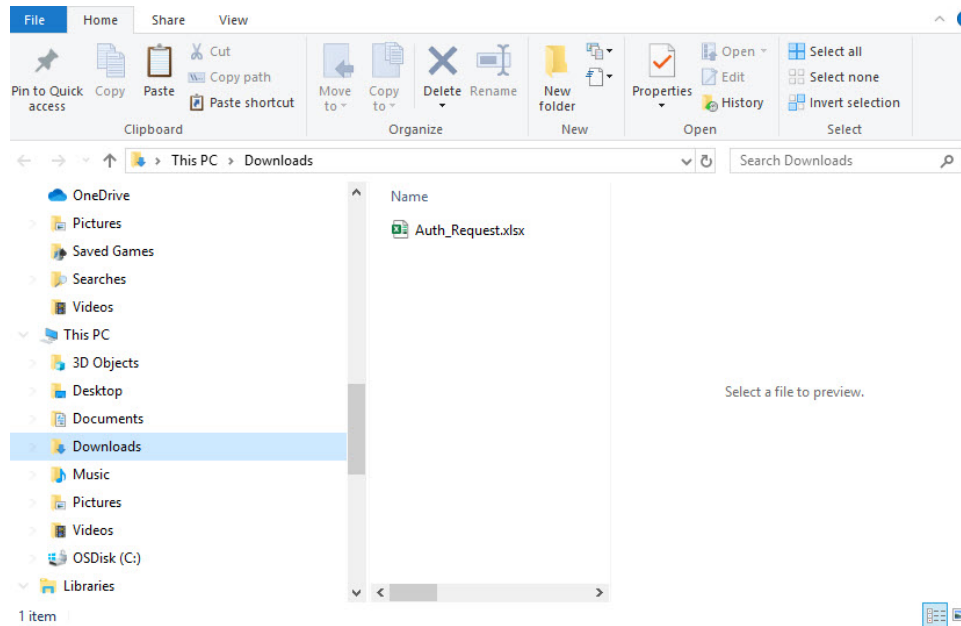 File Home Share View
Pin to Quick access
Copy
Paste
Cut
Copy path
Paste shortcut
Clipboard
Move to
Copy to
Delete
Rename
Organize
New folder
New
Properties
Open
Edit
History
Open
Select all
Select none
Invert selection
Select
This PC > Downloads
Search Downloads
OneDrive
Pictures
Saved Games
Searches
Videos
This PC
3D Objects
Desktop
Documents
Downloads
Music
Pictures
Videos
OSDisk (C:)
Libraries
Name
Auth_Request.xlsx
Select a file to preview.
1 item